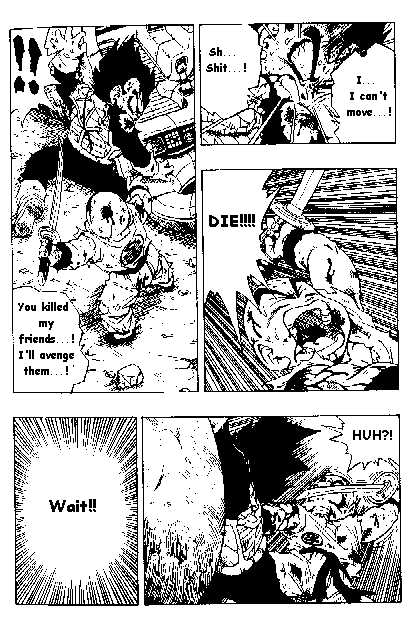 !!
You killed
my
friends...!
I'll avenge
them...!
Sh...
Shit...!
I...
I can't
move...!
DIE!!!!
Wait!!
HUH?!